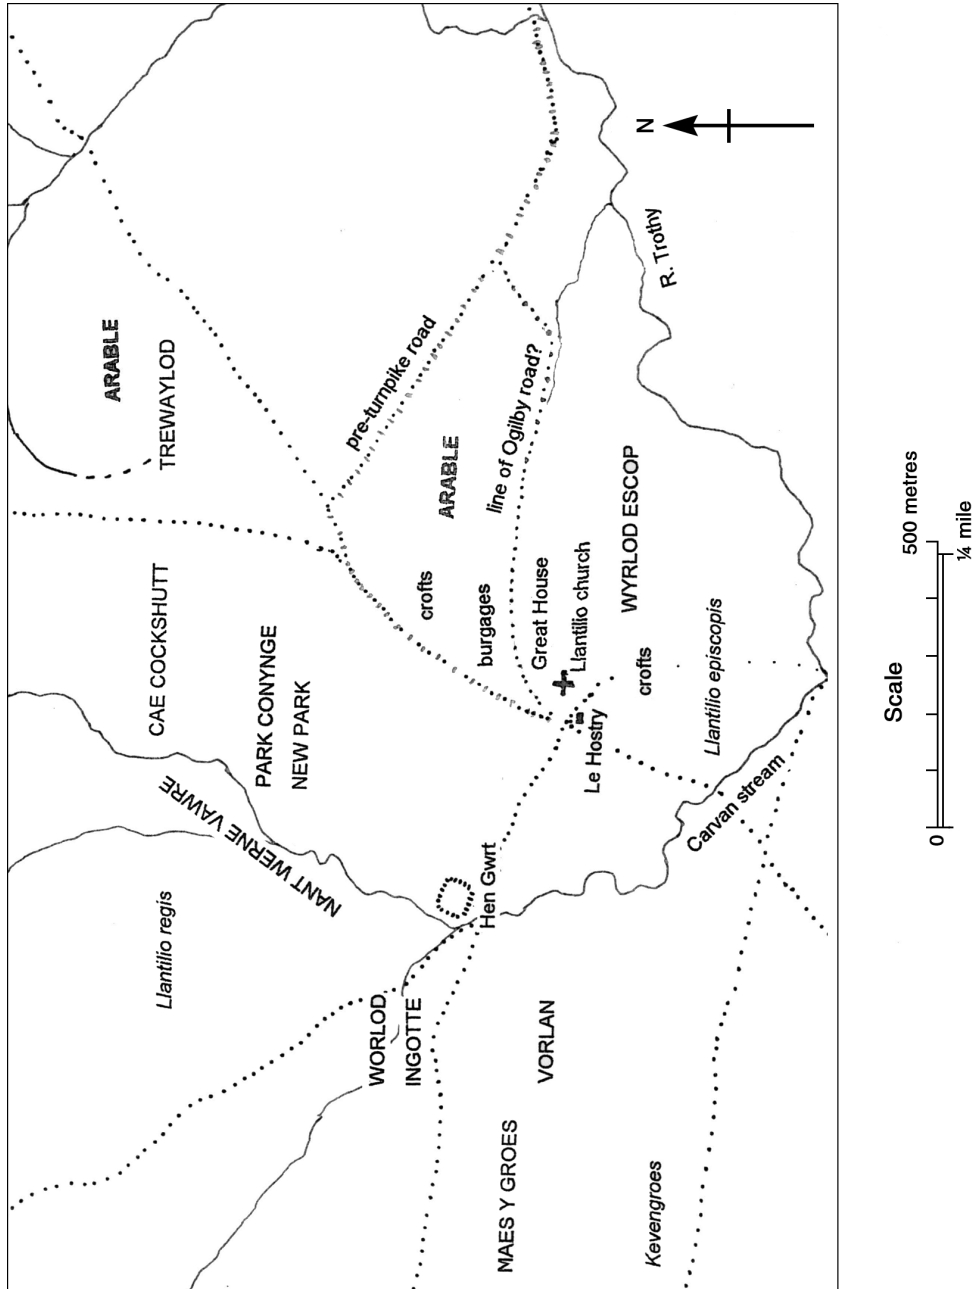 ARABLE
TREWAYLOD
CAE COCKSHUTT
PARK CONYNGE
NEW PARK
NANT WERNE VAWRE
Llantilio regis
pre-turnpike road
ARABLE
line of Ogilby road?
crofts
burgages
Great House
Llantilio church
WYRLOD ESCOP
crofts
Llantilio episcopis
Le Hostry
Hen Gwrt
Carvan stream
R. Trothy
WORLOD
INGOTTE
VORLAN
MAES Y GROES
Kevengroes
N
Scale
0
500 metres
¼ mile